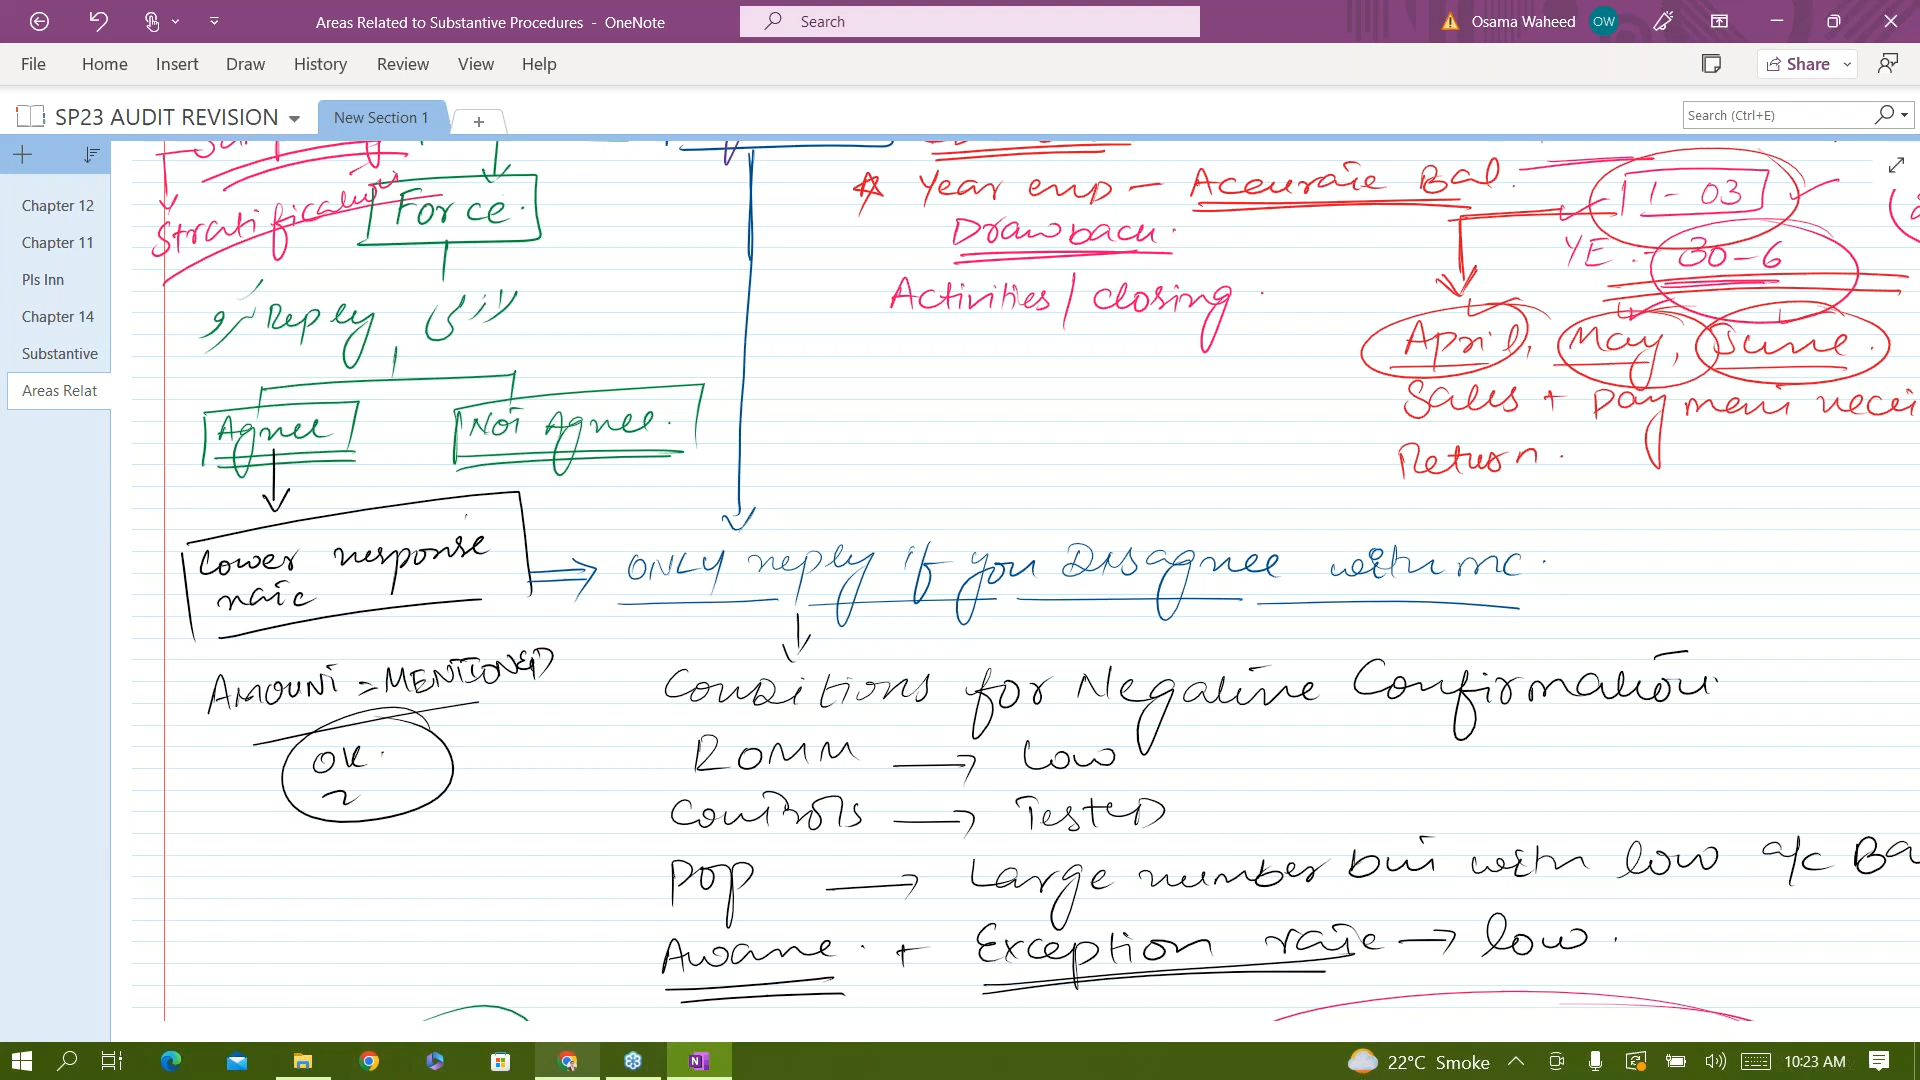 Areas Related to Substantive Procedures - OneNote
Search
Osama Waheed
OW
File Home Insert Draw History Review View Help
Share
SP23 AUDIT REVISION
New Section 1
Search (Ctrl+E)
Chapter 12
Chapter 11
Pls Inn
Chapter 14
Substantive
Areas Relat
Stratification
Force.
Year end - Accurate Bal.
Drawback.
Activities / closing.
1-03
YE. - 30-6
Reply
April, May, June.
Sales + payment recei
Return.
Agree
Not Agree.
Lower response
rate
ONLY reply if you Disagree with me.
AMOUNT = MENTIONED
OK.
Conditions for Negative Confirmation.
ROMM → Low
Controls → Tested
Pop → Large number but with low a/c Ba
Aware. + Exception rate → low.
22°C Smoke
10:23 AM